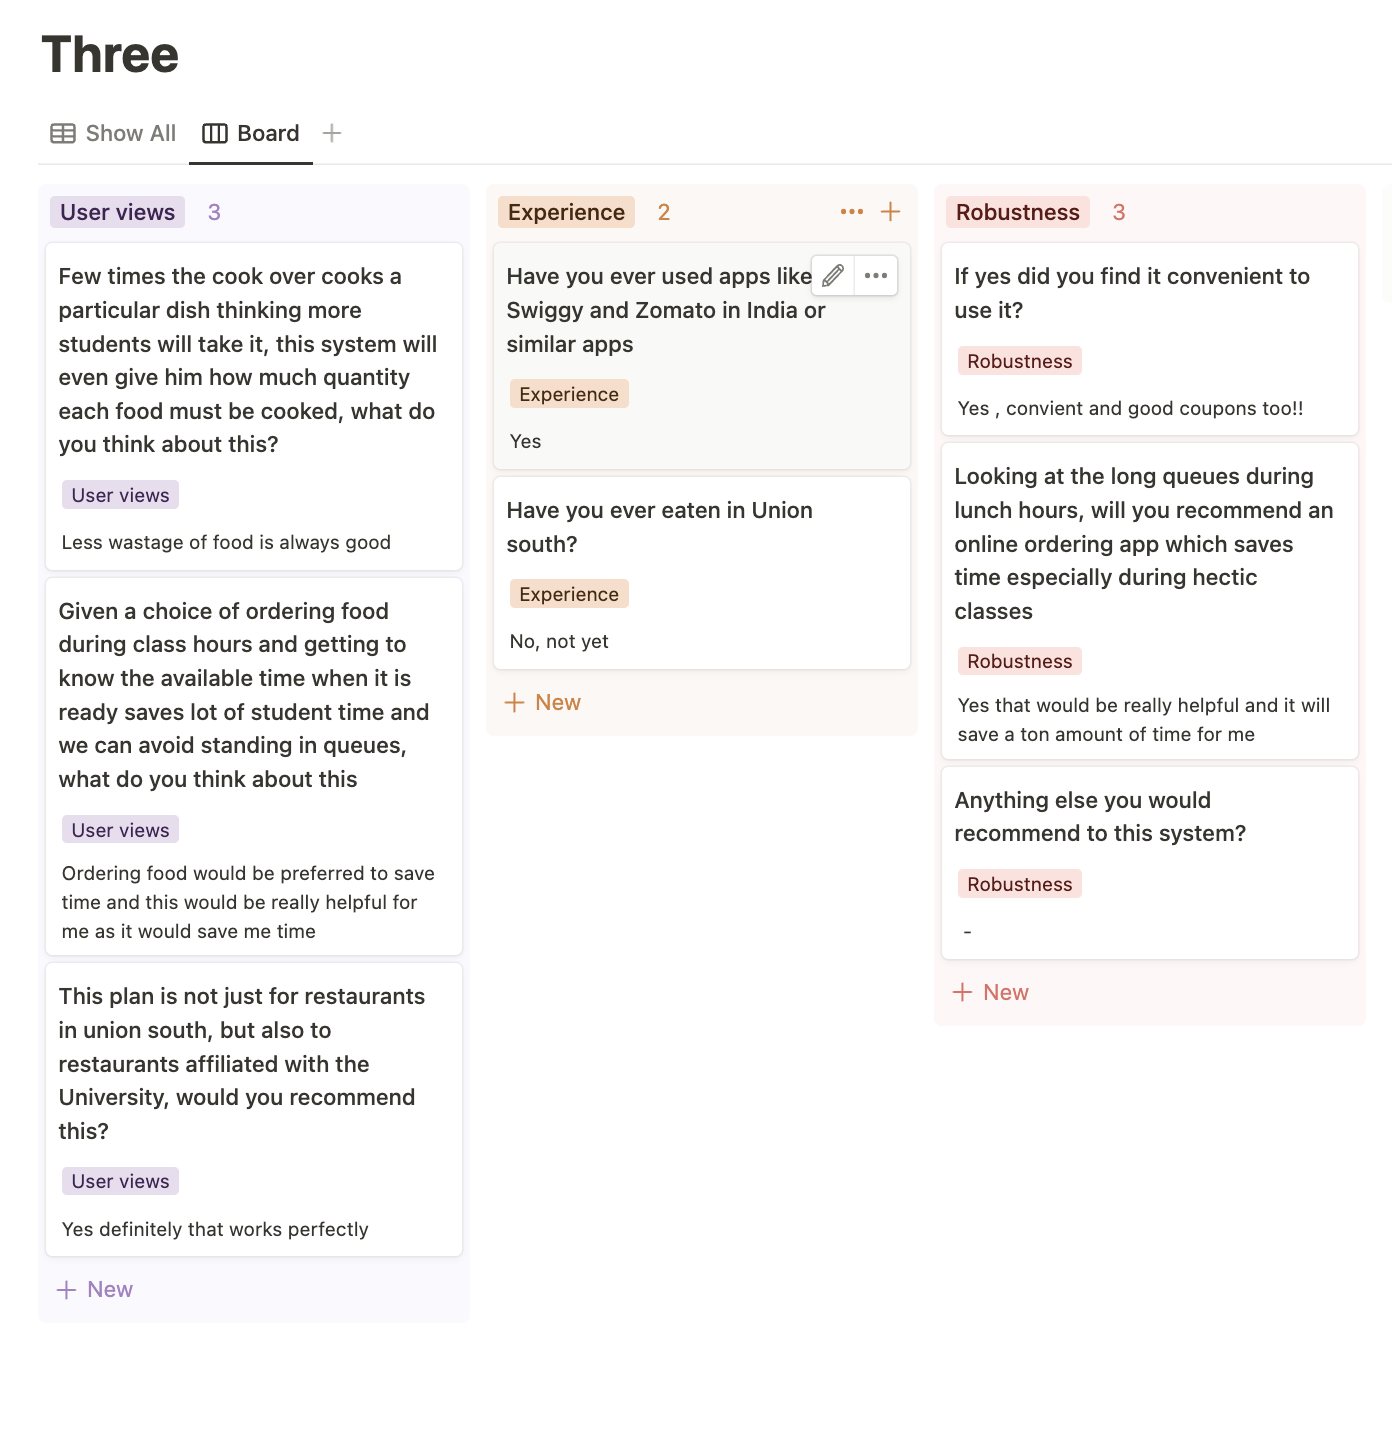 Three
Show All
Board
User views 3
Few times the cook over cooks a
particular dish thinking more
students will take it, this system will
even give him how much quantity
each food must be cooked, what do
you think about this?
User views
Less wastage of food is always good
Given a choice of ordering food
during class hours and getting to
know the available time when it is
ready saves lot of student time and
we can avoid standing in queues,
what do you think about this
User views
Ordering food would be preferred to save
time and this would be really helpful for
me as it would save me time
This plan is not just for restaurants
in union south, but also to
restaurants affiliated with the
University, would you recommend
this?
User views
Yes definitely that works perfectly
+ New
Experience 2
Have you ever used apps like
Swiggy and Zomato in India or
similar apps
Experience
Yes
Have you ever eaten in Union
south?
Experience
No, not yet
+ New
Robustness 3
If yes did you find it convenient to
use it?
Robustness
Yes , convient and good coupons too!!
Looking at the long queues during
lunch hours, will you recommend an
online ordering app which saves
time especially during hectic
classes
Robustness
Yes that would be really helpful and it will
save a ton amount of time for me
Anything else you would
recommend to this system?
Robustness
-
+ New